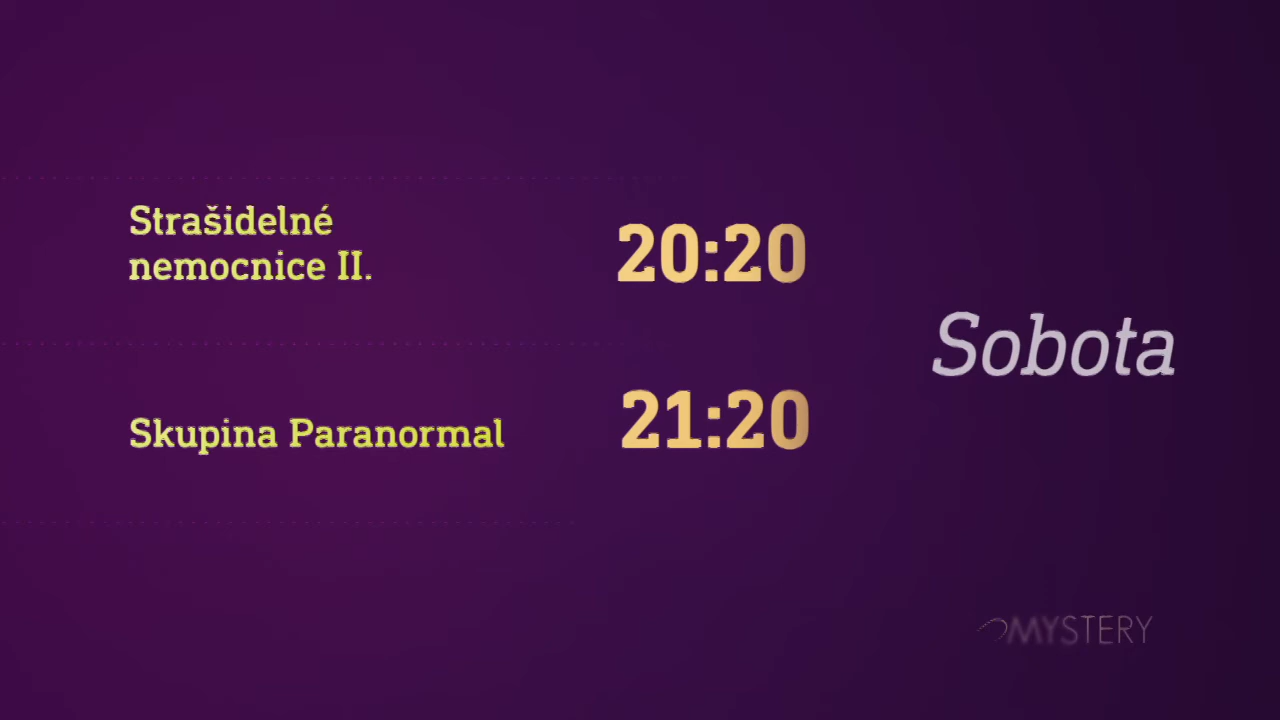 Strašidelné
nemocnice II.
20:20
Sobota
Skupina Paranormal
21:20
MYSTERY